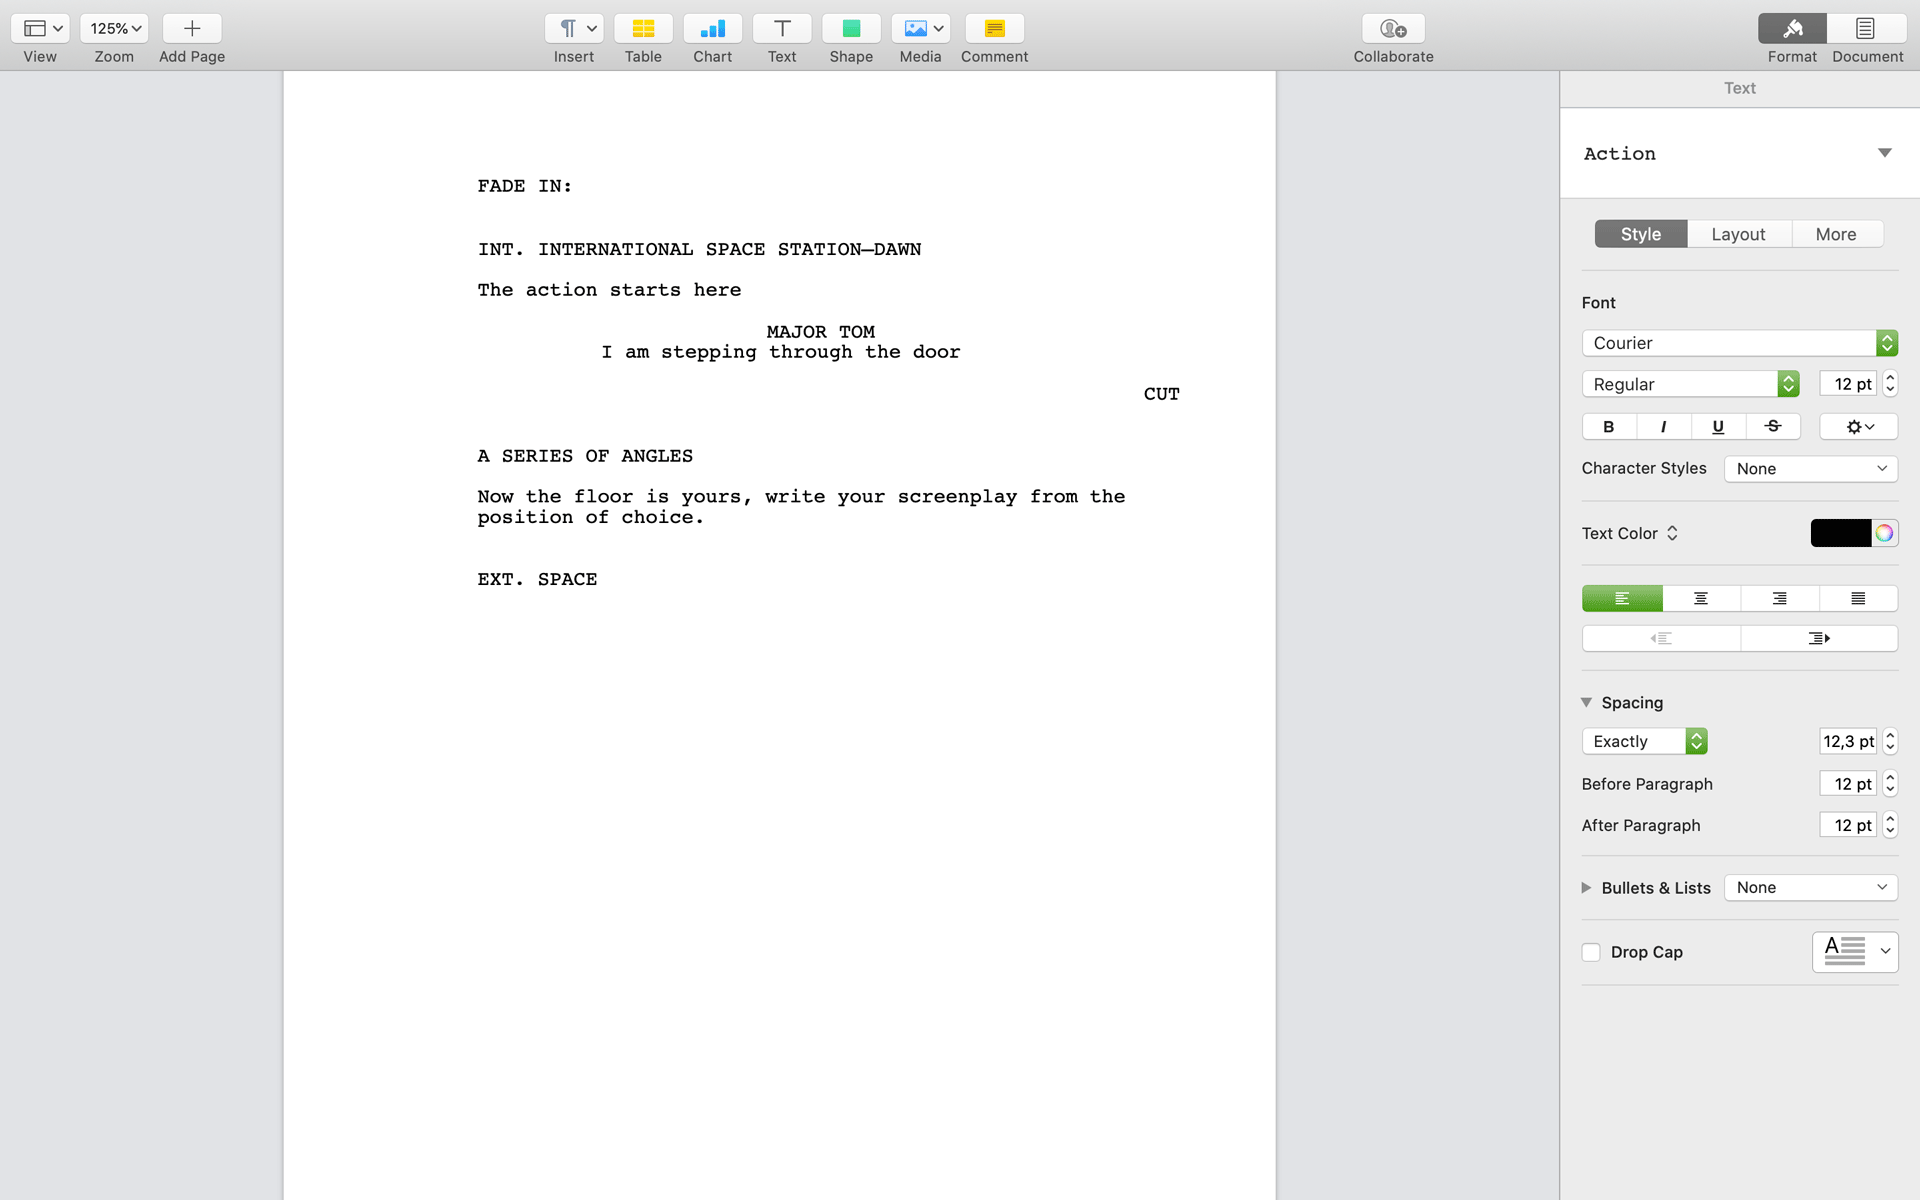 125%
View
Zoom
Add Page
Insert
Table
Chart
Text
Shape
Media
Comment
Collaborate
Format
Document
FADE IN:
INT. INTERNATIONAL SPACE STATION—DAWN
The action starts here
MAJOR TOM
I am stepping through the door
CUT
A SERIES OF ANGLES
Now the floor is yours, write your screenplay from the
position of choice.
EXT. SPACE
Text
Action
Style Layout More
Font
Courier
Regular 12 pt
B I U S
Character Styles None
Text Color
Spacing
Exactly 12,3 pt
Before Paragraph 12 pt
After Paragraph 12 pt
Bullets & Lists None
Drop Cap A